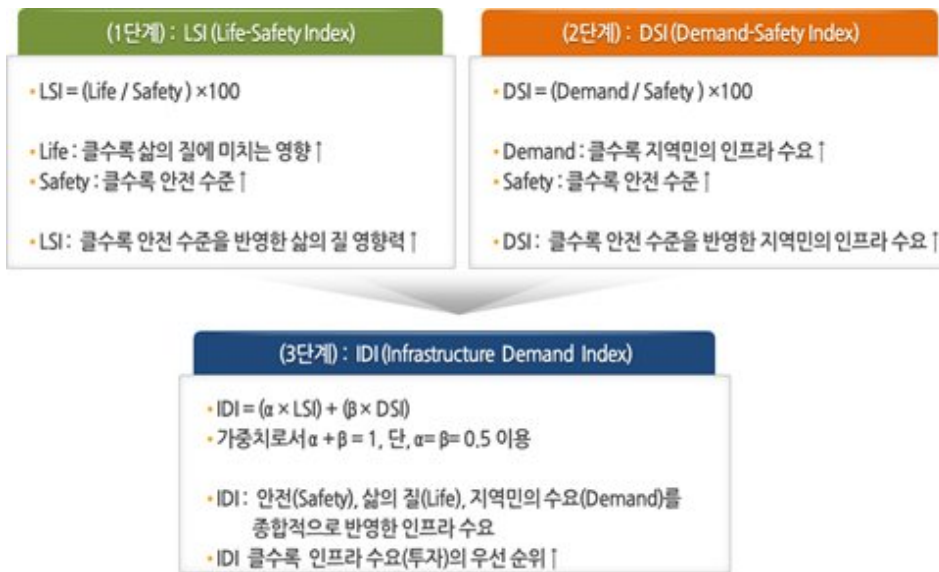 (1단계) : LSI (Life-Safety Index)
• LSI = (Life / Safety ) ×100
• Life : 클수록 삶의 질에 미치는 영향↑
• Safety : 클수록 안전 수준↑
• LSI : 클수록 안전 수준을 반영한 삶의 질 영향력↑
(2단계) : DSI (Demand-Safety Index)
• DSI = (Demand / Safety ) ×100
• Demand : 클수록 지역민의 인프라 수요↑
• Safety : 클수록 안전 수준↑
• DSI : 클수록 안전 수준을 반영한 지역민의 인프라 수요↑
(3단계) : IDI (Infrastructure Demand Index)
• IDI = (α × LSI) + (β × DSI)
• 가중치로서 α + β = 1, 단, α= β= 0.5 이용
• IDI : 안전(Safety), 삶의 질(Life), 지역민의 수요(Demand)를
종합적으로 반영한 인프라 수요
• IDI 클수록 인프라 수요(투자)의 우선 순위↑